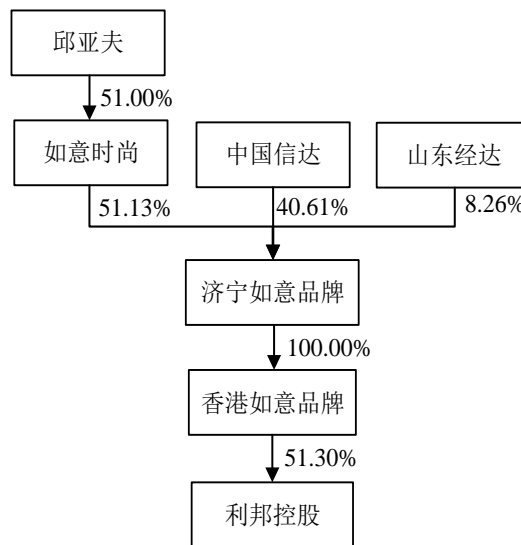 邱亚夫
51.00%
如意时尚
中国信达
山东经达
51.13%
40.61%
8.26%
济宁如意品牌
100.00%
香港如意品牌
51.30%
利邦控股